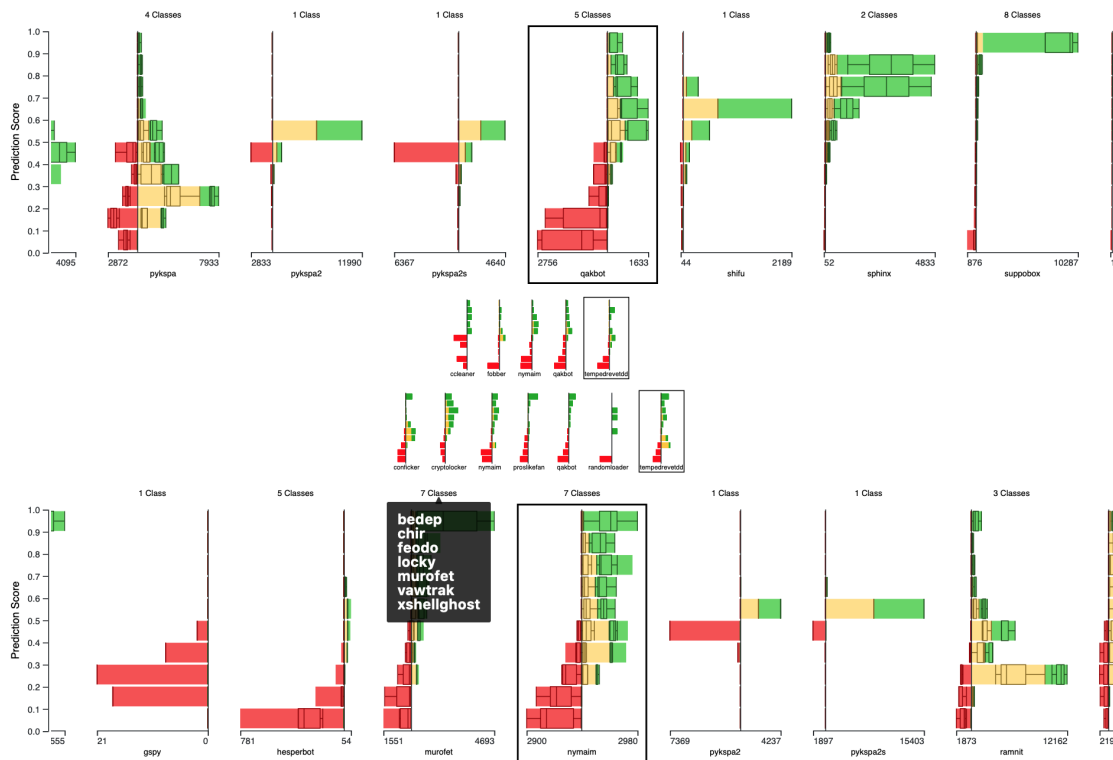 4 Classes
1 Class
1 Class
5 Classes
1 Class
2 Classes
8 Classes
Prediction Score
1.0
0.9
0.8
0.7
0.6
0.5
0.4
0.3
0.2
0.1
0.0
4095
2872
7933
2833
11990
6367
4640
2756
1633
44
2189
52
4833
876
10287
pykspa
pykspa2
pykspa2s
qakbot
shifu
sphinx
suppobox
ccleaner
fobber
nymaim
qakbot
tempedrevetdd
conficker
cryptolocker
nymaim
proslikefan
qakbot
randomloader
tempedrevetdd
1 Class
5 Classes
7 Classes
7 Classes
1 Class
1 Class
3 Classes
bedep
chir
feodo
locky
murofet
vawtrak
xshellghost
Prediction Score
1.0
0.9
0.8
0.7
0.6
0.5
0.4
0.3
0.2
0.1
0.0
555
21
0
781
54
1551
4693
2900
2980
7369
4237
1897
15403
1873
12162
gspy
hesperbot
murofet
nymaim
pykspa2
pykspa2s
ramnit